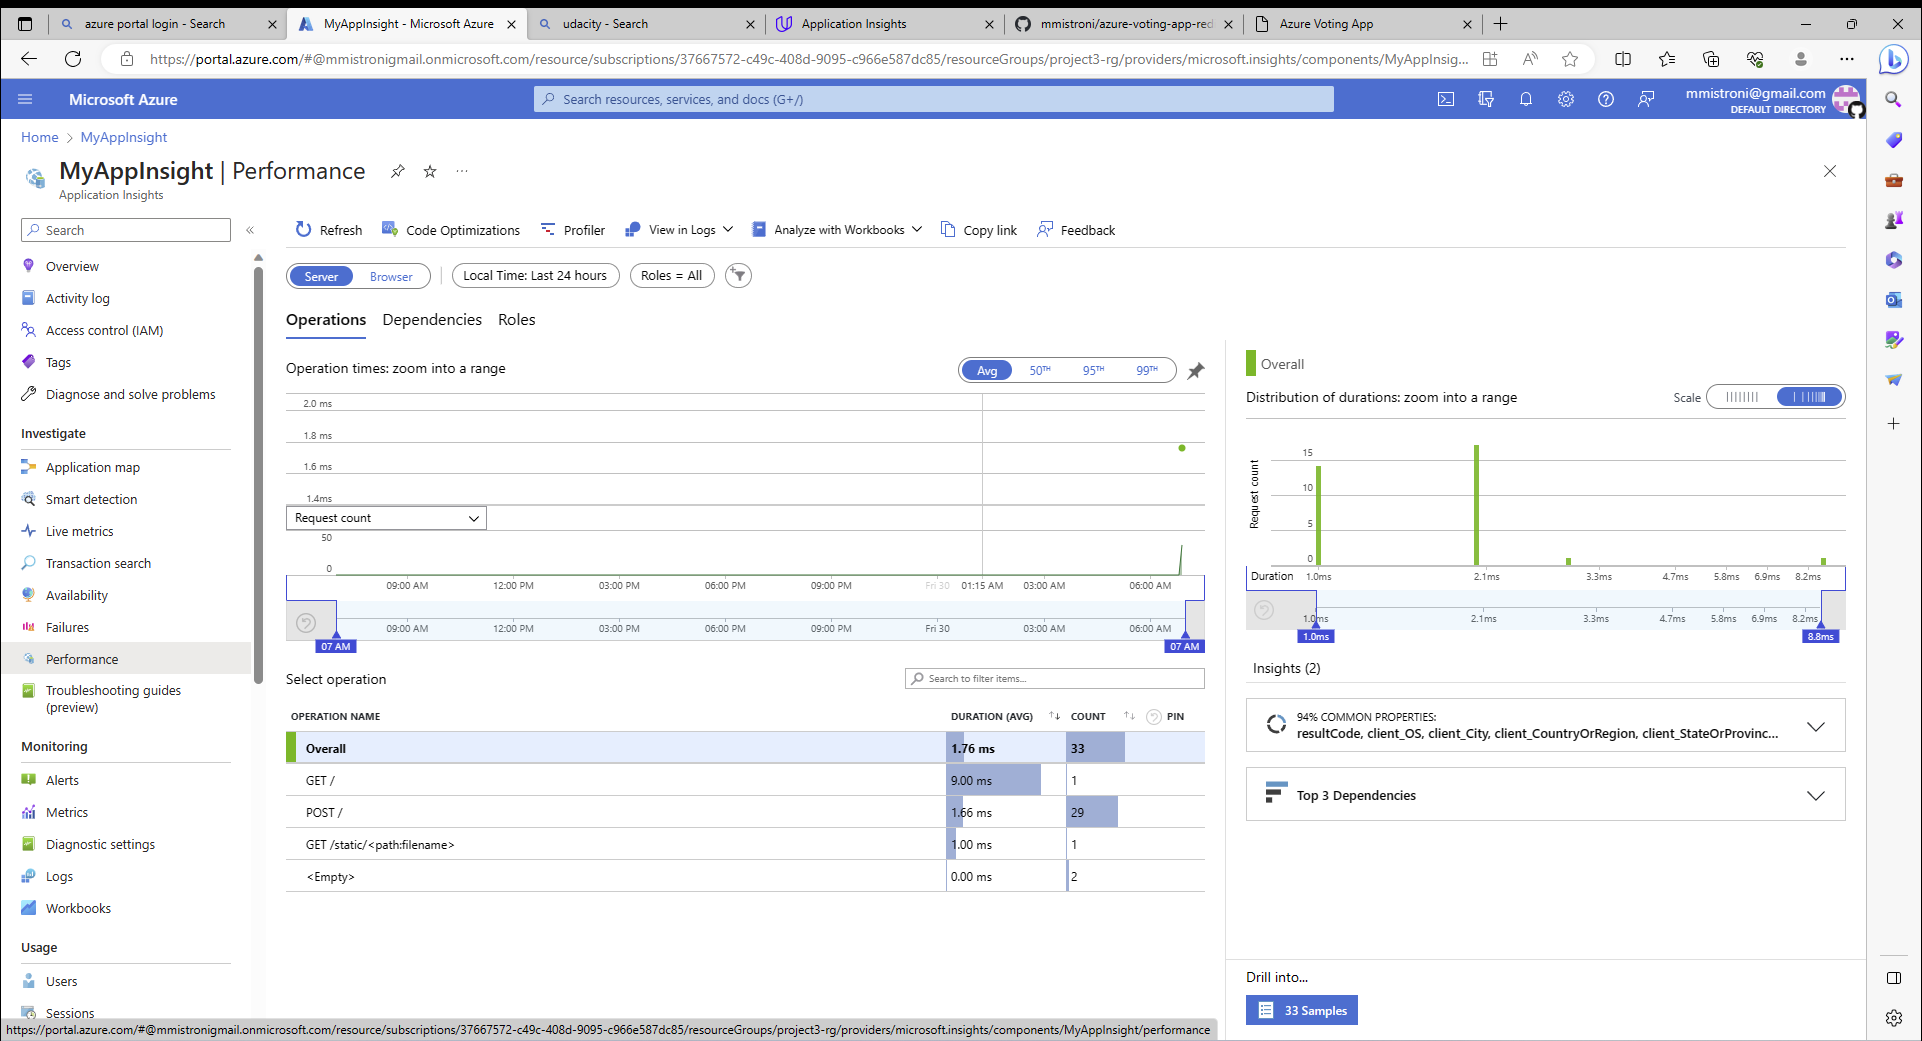 azure portal login - Search
MyAppInsight - Microsoft Azure
udacity - Search
Application Insights
mmistroni/azure-voting-app-red
Azure Voting App
https://portal.azure.com/#@mmistronigmail.onmicrosoft.com/resource/subscriptions/37667572-c49c-408d-9095-c966e587dc85/resourceGroups/project3-rg/providers/microsoft.insights/components/MyAppInsig...
Microsoft Azure
Search resources, services, and docs (G+/)
mmistroni@gmail.com
DEFAULT DIRECTORY
Home > MyAppInsight
MyAppInsight | Performance
Application Insights
Search
Overview
Activity log
Access control (IAM)
Tags
Diagnose and solve problems
Investigate
Application map
Smart detection
Live metrics
Transaction search
Availability
Failures
Performance
Troubleshooting guides
(preview)
Monitoring
Alerts
Metrics
Diagnostic settings
Logs
Workbooks
Usage
Users
Sessions
Refresh
Code Optimizations
Profiler
View in Logs
Analyze with Workbooks
Copy link
Feedback
Server
Browser
Local Time: Last 24 hours
Roles = All
Operations
Dependencies
Roles
Operation times: zoom into a range
Avg
50TH
95TH
99TH
2.0 ms
1.8 ms
1.6 ms
1.4ms
Request count
50
0
09:00 AM 12:00 PM 03:00 PM 06:00 PM 09:00 PM Fri 30 01:15 AM 03:00 AM 06:00 AM
09:00 AM 12:00 PM 03:00 PM 06:00 PM 09:00 PM Fri 30 03:00 AM 06:00 AM
07 AM
07 AM
Select operation
Search to filter items...
OPERATION NAME DURATION (AVG) COUNT PIN
Overall 1.76 ms 33
GET / 9.00 ms 1
POST / 1.66 ms 29
GET /static/<path:filename> 1.00 ms 1
<Empty> 0.00 ms 2
Overall
Distribution of durations: zoom into a range
Scale
Request count
15
10
5
0
Duration 1.0ms 2.1ms 3.3ms 4.7ms 5.8ms 6.9ms 8.2ms
1.0ms 2.1ms 3.3ms 4.7ms 5.8ms 6.9ms 8.2ms
1.0ms
8.8ms
Insights (2)
94% COMMON PROPERTIES:
resultCode, client_OS, client_City, client_CountryOrRegion, client_StateOrProvinc...
Top 3 Dependencies
Drill into...
33 Samples
https://portal.azure.com/#@mmistronigmail.onmicrosoft.com/resource/subscriptions/37667572-c49c-408d-9095-c966e587dc85/resourceGroups/project3-rg/providers/microsoft.insights/components/MyAppInsight/performance